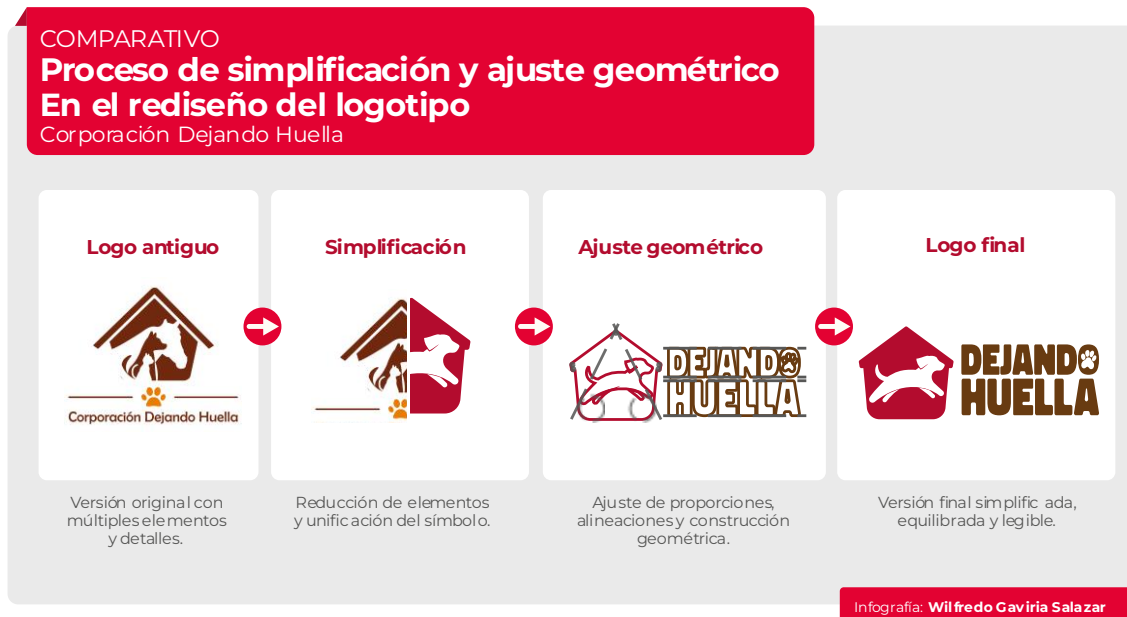 COMPARATIVO
Proceso de simplificación y ajuste geométrico
En el rediseño del logotipo
Corporación Dejando Huella
Logo antiguo
Corporación Dejando Huella
Versión original con
múltiples elementos
y detalles.
Simplificación
Reducción de elementos
y unificación del símbolo.
Ajuste geométrico
DEJANDO
HUELLA
Ajuste de proporciones,
alineaciones y construcción
geométrica.
Logo final
DEJANDO
HUELLA
Versión final simplificada,
equilibrada y legible.
Infografía: Wilfredo Gaviria Salazar